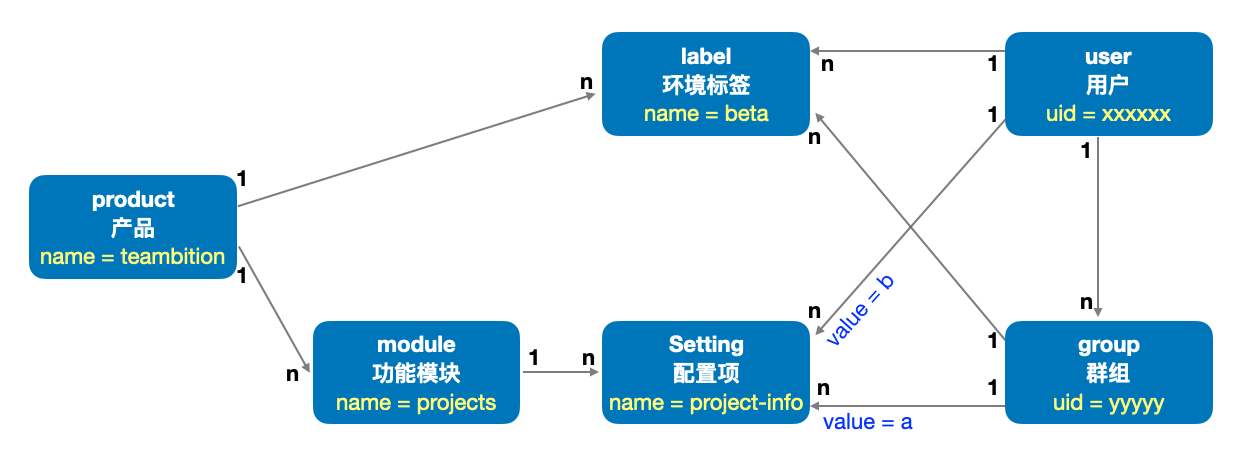 label
环境标签
name = beta
user
用户
uid = xxxxxx
n
1
n
1
n
1
1
product
产品
name = teambition
1
1
n
n
n
value = b
module
功能模块
name = projects
1
n
Setting
配置项
name = project-info
n
1
1
value = a
group
群组
uid = yyyyy